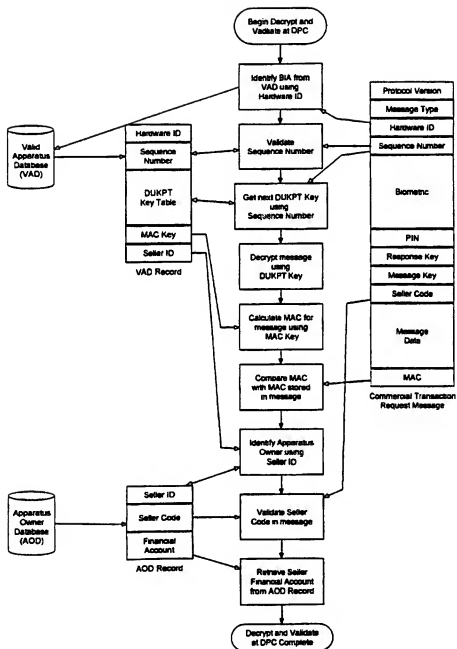 Begin Decrypt and
Validate at DPC
Identify BIA from
VAD using
Hardware ID
Protocol Version
Message Type
Hardware ID
Sequence Number
Biometric
PIN
Response Key
Message Key
Seller Code
Message
Data
MAC
Commercial Transaction
Request Message
Valid
Apparatus
Database
(VAD)
Hardware ID
Sequence
Number
DUKPT
Key Table
MAC Key
Seller ID
VAD Record
Validate
Sequence Number
Get next DUKPT Key
using
Sequence Number
Decrypt message
using
DUKPT Key
Calculate MAC for
message using
MAC Key
Compare MAC
with MAC stored
in message
Identify Apparatus
Owner using
Seller ID
Apparatus
Owner
Database
(AOD)
Seller ID
Seller Code
Financial
Account
AOD Record
Validate Seller
Code in message
Retrieve Seller
Financial Account
from AOD Record
Decrypt and Validate
at DPC Complete